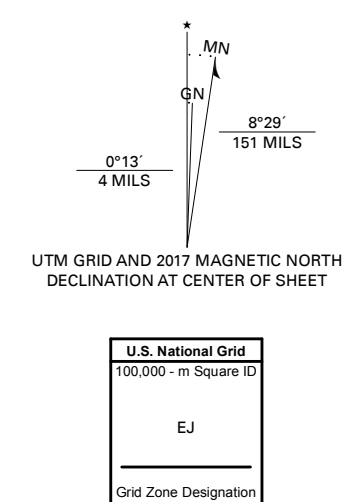 ★
MN
GN
8°29´
151 MILS
0°13´
4 MILS
UTM GRID AND 2017 MAGNETIC NORTH
DECLINATION AT CENTER OF SHEET
U.S. National Grid
100,000 - m Square ID
EJ
Grid Zone Designation